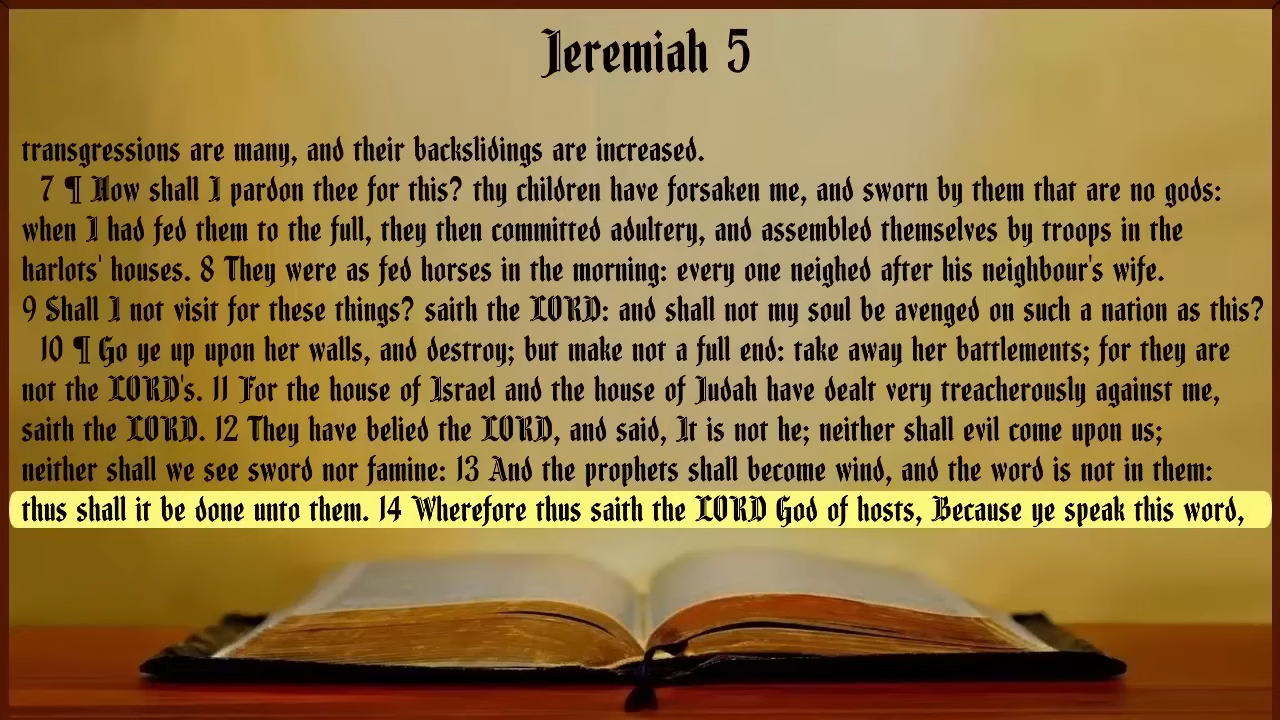 Jeremiah 5
transgressions are many, and their backslidings are increased.
7 ¶ How shall I pardon thee for this? thy children have forsaken me, and sworn by them that are no gods:
when I had fed them to the full, they then committed adultery, and assembled themselves by troops in the
harlots' houses. 8 They were as fed horses in the morning: every one neighed after his neighbour's wife.
9 Shall I not visit for these things? saith the LORD: and shall not my soul be avenged on such a nation as this?
10 ¶ Go ye up upon her walls, and destroy; but make not a full end: take away her battlements; for they are
not the LORD's. 11 For the house of Israel and the house of Judah have dealt very treacherously against me,
saith the LORD. 12 They have belied the LORD, and said, It is not he; neither shall evil come upon us;
neither shall we see sword nor famine: 13 And the prophets shall become wind, and the word is not in them:
thus shall it be done unto them. 14 Wherefore thus saith the LORD God of hosts, Because ye speak this word,